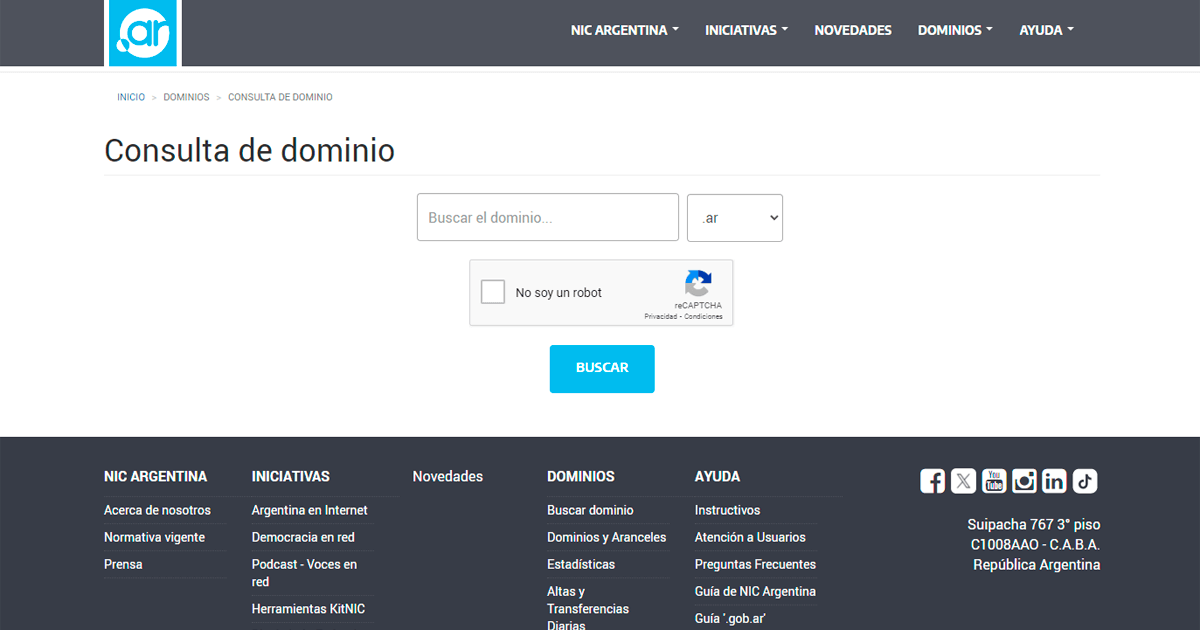 .ar
NIC ARGENTINA
INICIATIVAS
NOVEDADES
DOMINIOS
AYUDA
INICIO > DOMINIOS > CONSULTA DE DOMINIO
Consulta de dominio
Buscar el dominio...
.ar
No soy un robot
reCAPTCHA
Privacidad - Condiciones
BUSCAR
NIC ARGENTINA
Acerca de nosotros
Normativa vigente
Prensa
INICIATIVAS
Argentina en Internet
Democracia en red
Podcast - Voces en
red
Herramientas KitNIC
Novedades
DOMINIOS
Buscar dominio
Dominios y Aranceles
Estadísticas
Altas y
Transferencias
Diarias
AYUDA
Instructivos
Atención a Usuarios
Preguntas Frecuentes
Guía de NIC Argentina
Guía '.gob.ar'
You
Tube
Suipacha 767 3° piso
C1008AAO - C.A.B.A.
República Argentina